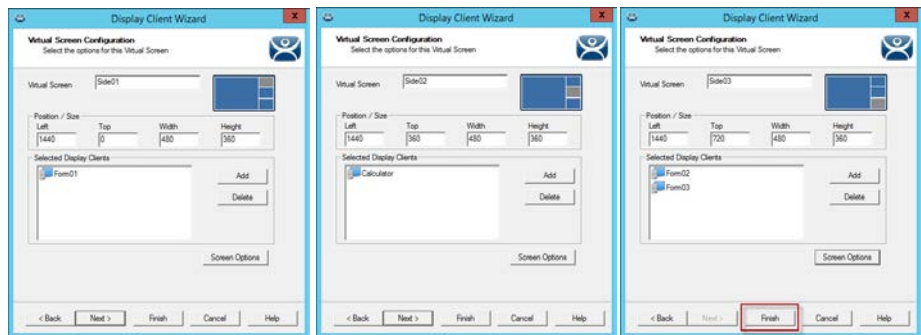 Display Client Wizard
X
Virtual Screen Configuration
Select the options for this Virtual Screen
Virtual Screen
Side01
Position / Size
Left
Top
Width
Height
1440
0
480
360
Selected Display Clients
Form01
Add
Delete
Screen Options
< Back
Next >
Finish
Cancel
Help
Display Client Wizard
X
Virtual Screen Configuration
Select the options for this Virtual Screen
Virtual Screen
Side02
Position / Size
Left
Top
Width
Height
1440
360
480
360
Selected Display Clients
Calculator
Add
Delete
Screen Options
< Back
Next >
Finish
Cancel
Help
Display Client Wizard
X
Virtual Screen Configuration
Select the options for this Virtual Screen
Virtual Screen
Side03
Position / Size
Left
Top
Width
Height
1440
720
480
360
Selected Display Clients
Form02
Form03
Add
Delete
Screen Options
< Back
Next >
Finish
Cancel
Help